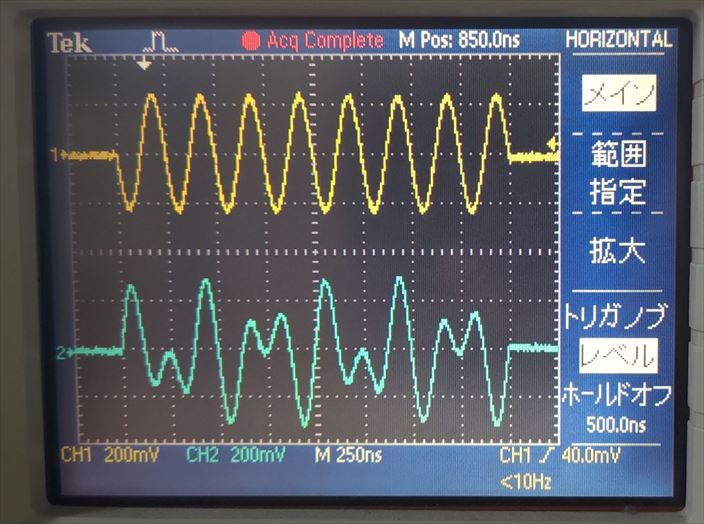 Tek Acq Complete M Pos: 850.0ns HORIZONTAL
メイン
範囲
指定
拡大
トリガノブ
レベル
ホールドオフ
500.0ns
1
2
CH1 200mV CH2 200mV M 250ns CH1 40.0mV
<10Hz